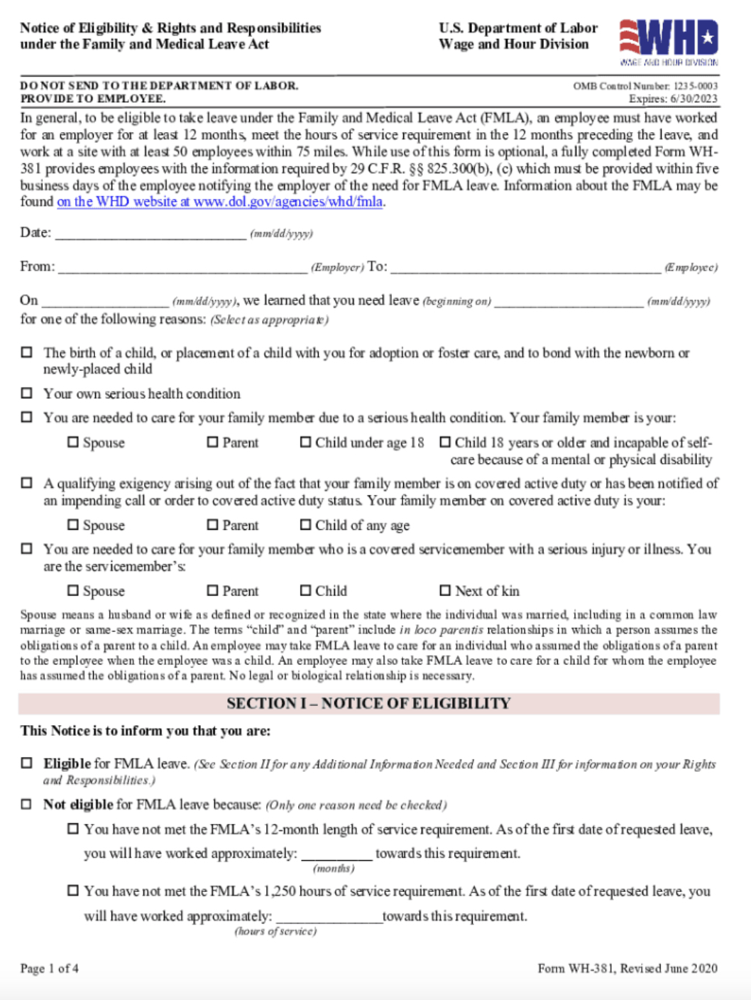 Notice of Eligibility & Rights and Responsibilities
under the Family and Medical Leave Act
U.S. Department of Labor
Wage and Hour Division
WHD
WAGE AND HOUR DIVISION
DO NOT SEND TO THE DEPARTMENT OF LABOR.
PROVIDE TO EMPLOYEE.
OMB Control Number: 1235-0003
Expires: 6/30/2023
In general, to be eligible to take leave under the Family and Medical Leave Act (FMLA), an employee must have worked
for an employer for at least 12 months, meet the hours of service requirement in the 12 months preceding the leave, and
work at a site with at least 50 employees within 75 miles. While use of this form is optional, a fully completed Form WH-
381 provides employees with the information required by 29 C.F.R. §§ 825.300(b), (c) which must be provided within five
business days of the employee notifying the employer of the need for FMLA leave. Information about the FMLA may be
found on the WHD website at www.dol.gov/agencies/whd/fmla.
Date: ____________________ (mm/dd/yyyy)
From: ____________________ (Employer) To: ____________________ (Employee)
On ____________________ (mm/dd/yyyy), we learned that you need leave (beginning on) ____________________ (mm/dd/yyyy)
for one of the following reasons: (Select as appropriate)
☐ The birth of a child, or placement of a child with you for adoption or foster care, and to bond with the newborn or
newly-placed child
☐ Your own serious health condition
☐ You are needed to care for your family member due to a serious health condition. Your family member is your:
☐ Spouse ☐ Parent ☐ Child under age 18 ☐ Child 18 years or older and incapable of self-
care because of a mental or physical disability
☐ A qualifying exigency arising out of the fact that your family member is on covered active duty or has been notified of
an impending call or order to covered active duty status. Your family member on covered active duty is your:
☐ Spouse ☐ Parent ☐ Child of any age
☐ You are needed to care for your family member who is a covered servicemember with a serious injury or illness. You
are the servicemember's:
☐ Spouse ☐ Parent ☐ Child ☐ Next of kin
Spouse means a husband or wife as defined or recognized in the state where the individual was married, including in a common law
marriage or same-sex marriage. The terms “child” and “parent” include in loco parentis relationships in which a person assumes the
obligations of a parent to a child. An employee may take FMLA leave to care for an individual who assumed the obligations of a parent
to the employee when the employee was a child. An employee may also take FMLA leave to care for a child for whom the employee
has assumed the obligations of a parent. No legal or biological relationship is necessary.
SECTION I – NOTICE OF ELIGIBILITY
This Notice is to inform you that you are:
☐ Eligible for FMLA leave. (See Section II for any Additional Information Needed and Section III for information on your Rights
and Responsibilities.)
☐ Not eligible for FMLA leave because: (Only one reason need be checked)
☐ You have not met the FMLA's 12-month length of service requirement. As of the first date of requested leave,
you will have worked approximately: __________ towards this requirement.
(months)
☐ You have not met the FMLA's 1,250 hours of service requirement. As of the first date of requested leave, you
will have worked approximately: _______________towards this requirement.
(hours of service)
Page 1 of 4
Form WH-381, Revised June 2020